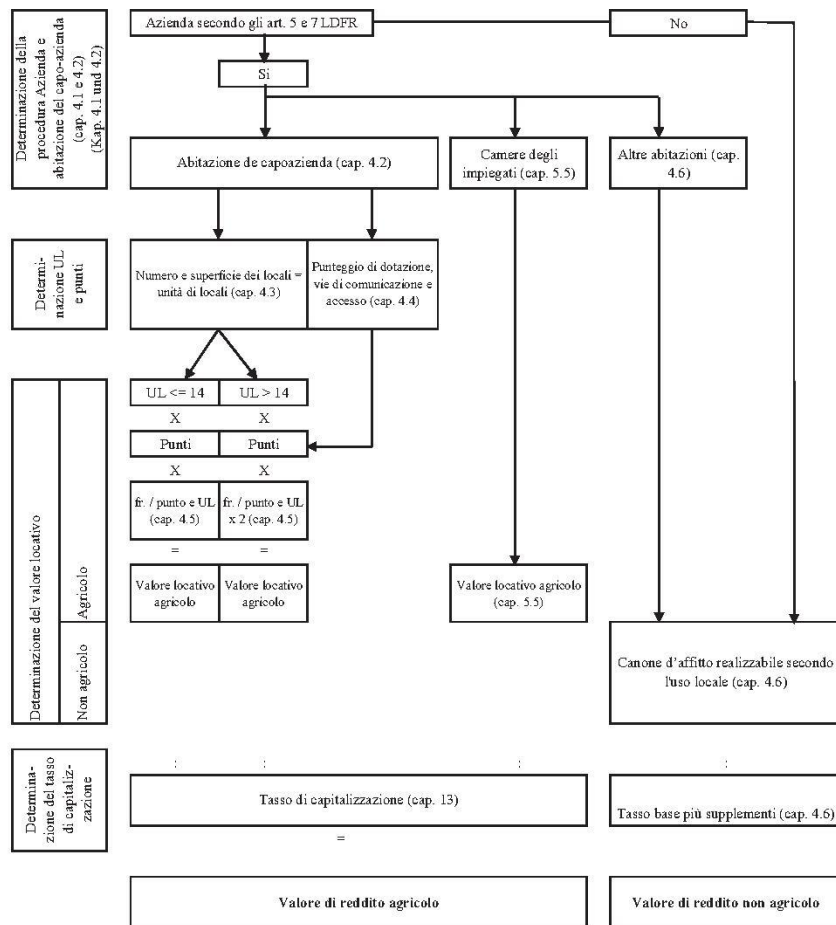 Azienda secondo gli art. 5 e 7 LDFR
No
Si
Determinazione della
procedura Azienda e
abitazione del capo-azienda
(cap. 4.1 e 4.2)
(Kap. 4.1 und 4.2)
Abitazione de capoazienda (cap. 4.2)
Camere degli
impiegati (cap. 5.5)
Altre abitazioni (cap.
4.6)
Determi-
nazione UL
e punti
Numero e superficie dei locali =
unità di locali (cap. 4.3)
Punteggio di dotazione,
vie di comunicazione e
accesso (cap. 4.4)
Determinazione del valore locativo
Agricolo
Non agricolo
UL <= 14
UL > 14
X
X
Punti
Punti
X
X
fr. / punto e UL
(cap. 4.5)
fr. / punto e UL
x 2 (cap. 4.5)
=
=
Valore locativo
agricolo
Valore locativo
agricolo
Valore locativo agricolo
(cap. 5.5)
Canone d'affitto realizzabile secondo
l'uso locale (cap. 4.6)
Determina-
zione del tasso
di capitaliz-
zazione
:
:
:
:
Tasso di capitalizzazione (cap. 13)
Tasso base più supplementi (cap. 4.6)
=
Valore di reddito agricolo
Valore di reddito non agricolo